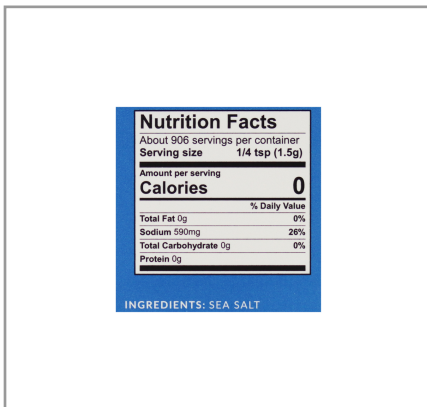 Nutrition Facts
About 906 servings per container
Serving size 1/4 tsp (1.5g)
Amount per serving
Calories 0
% Daily Value
Total Fat 0g 0%
Sodium 590mg 26%
Total Carbohydrate 0g 0%
Protein 0g
INGREDIENTS: SEA SALT